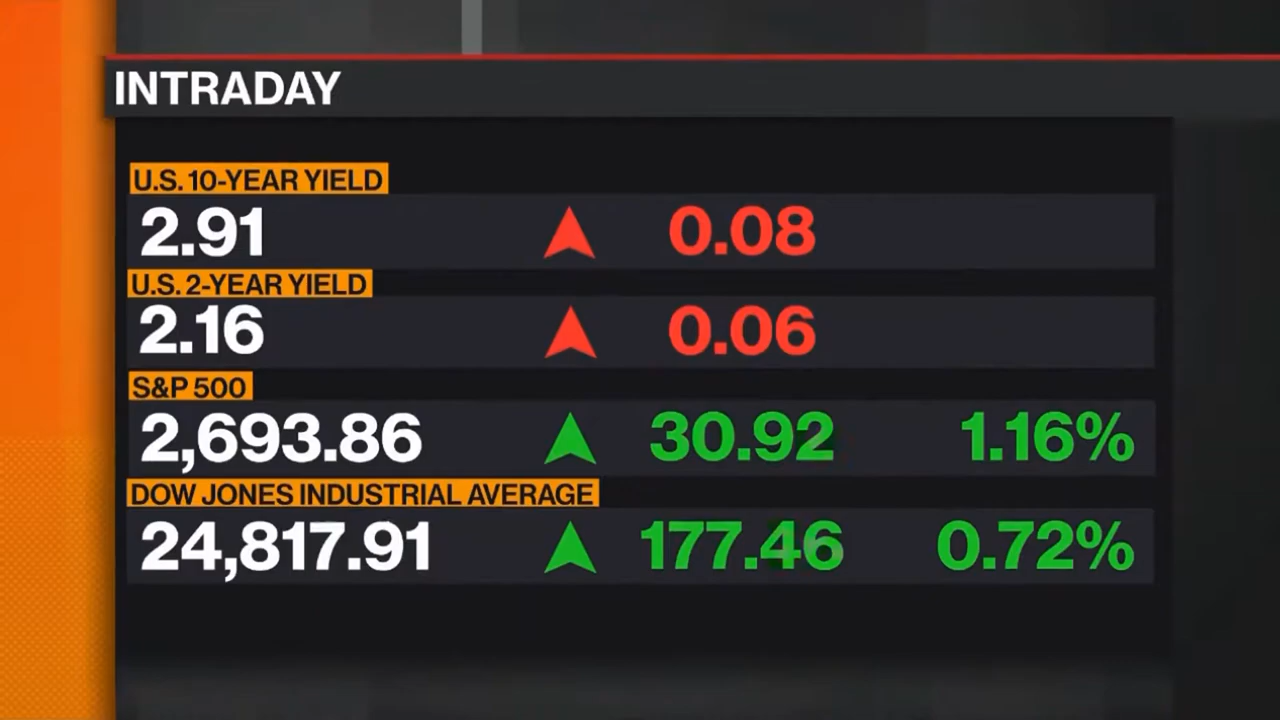 INTRADAY
U.S. 10-YEAR YIELD
2.91 0.08
U.S. 2-YEAR YIELD
2.16 0.06
S&P 500
2,693.86 30.92 1.16%
DOW JONES INDUSTRIAL AVERAGE
24,817.91 177.46 0.72%